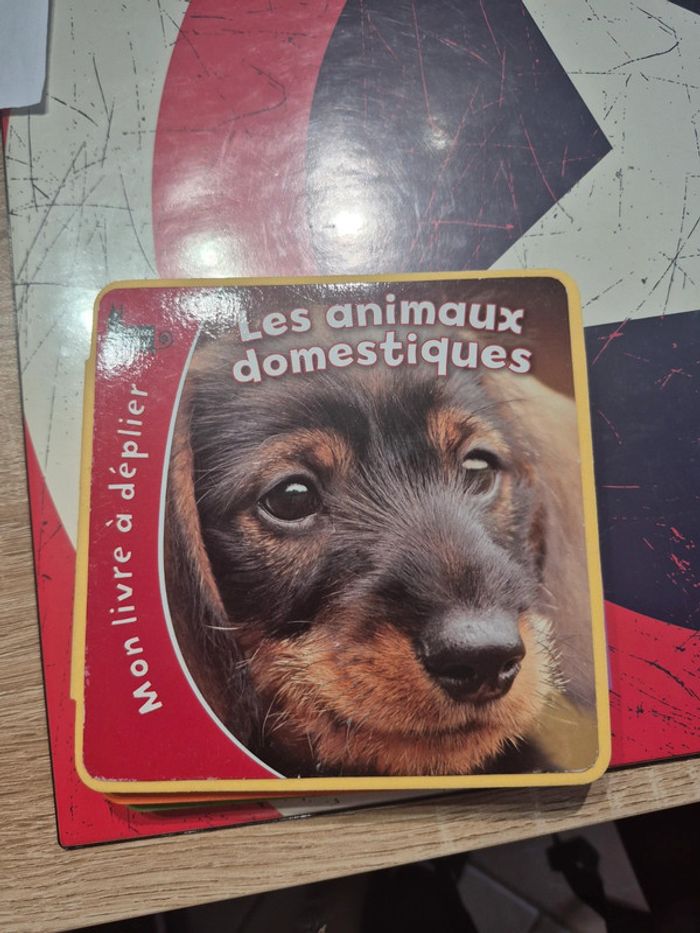 Les animaux
domestiques
Mon livre à déplier